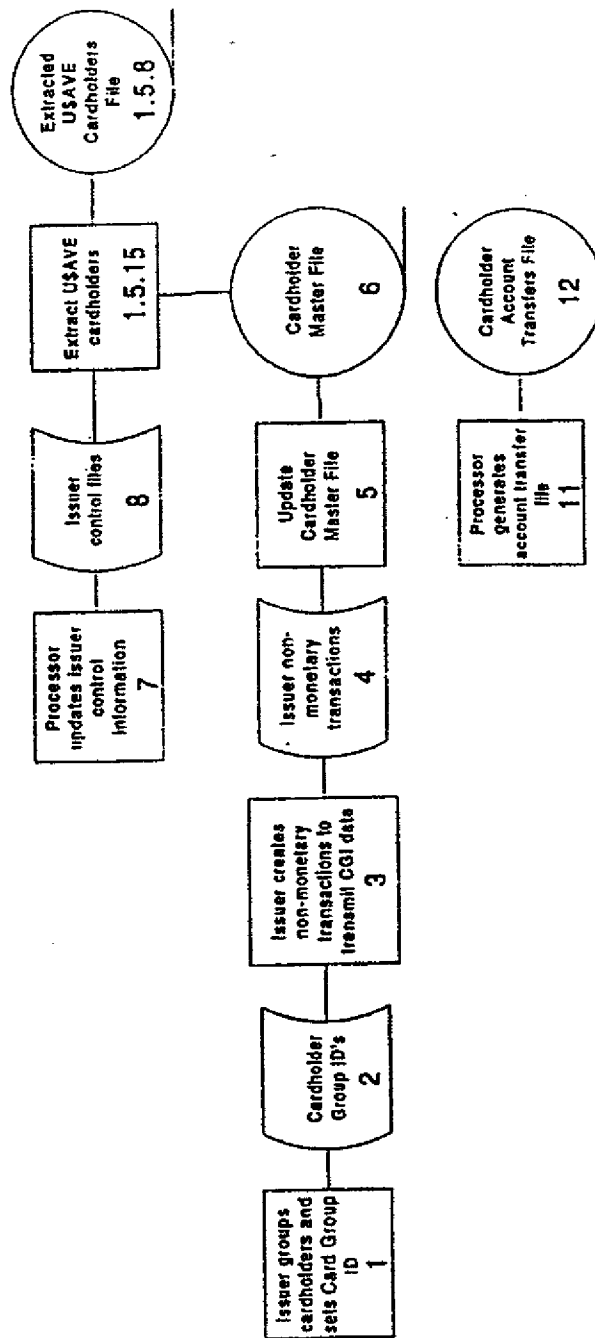 Processor
updates issuer
control
information
7
Issuer
control files
8
Extract USAVE
cardholders
1.5.15
Extracted
USAVE
Cardholders
File
1.5.8
Issuer groups
cardholders and
sets Card Group
ID
1
Cardholder
Group ID's
2
Issuer creates
non-monetary
transactions to
transmit CGI data
3
Issuer non-
monetary
transactions
4
Update
Cardholder
Master File
5
Cardholder
Master File
6
Processor
generates
account transfer
file
11
Cardholder
Account
Transfers File
12